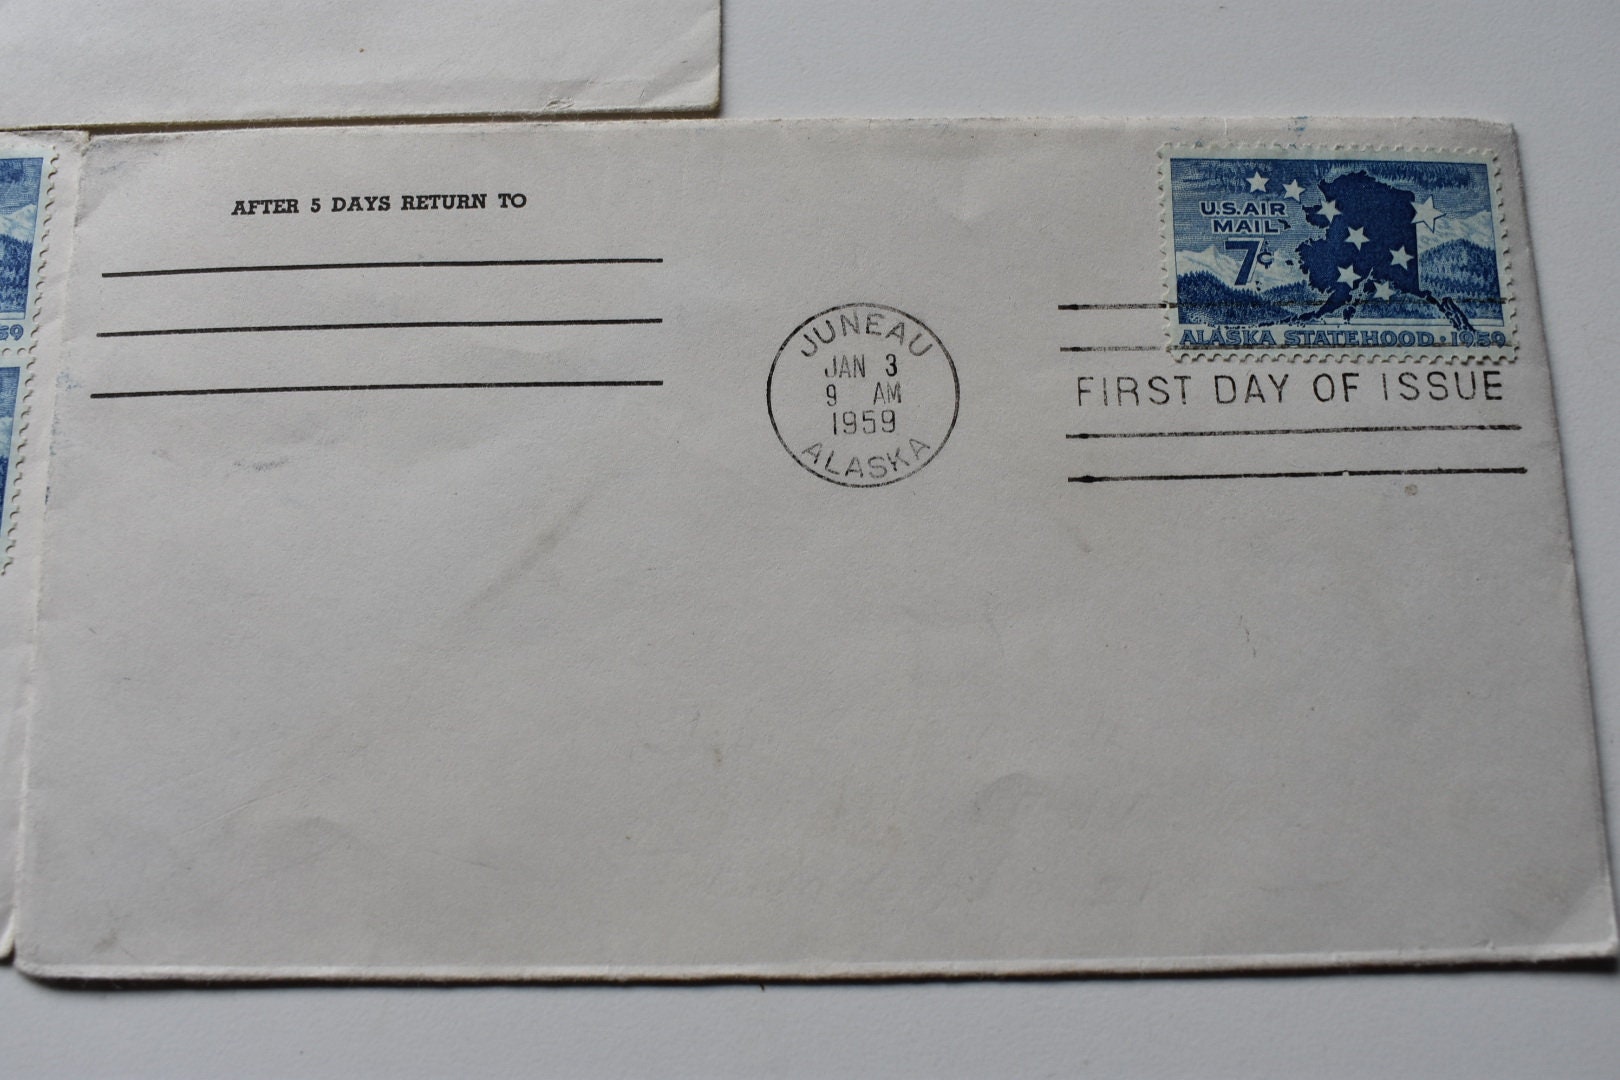 AFTER 5 DAYS RETURN TO
U.S. AIR
MAIL
7¢
ALASKA STATEHOOD • 1959
JUNEAU
JAN 3
9 AM
1959
ALASKA
FIRST DAY OF ISSUE
59